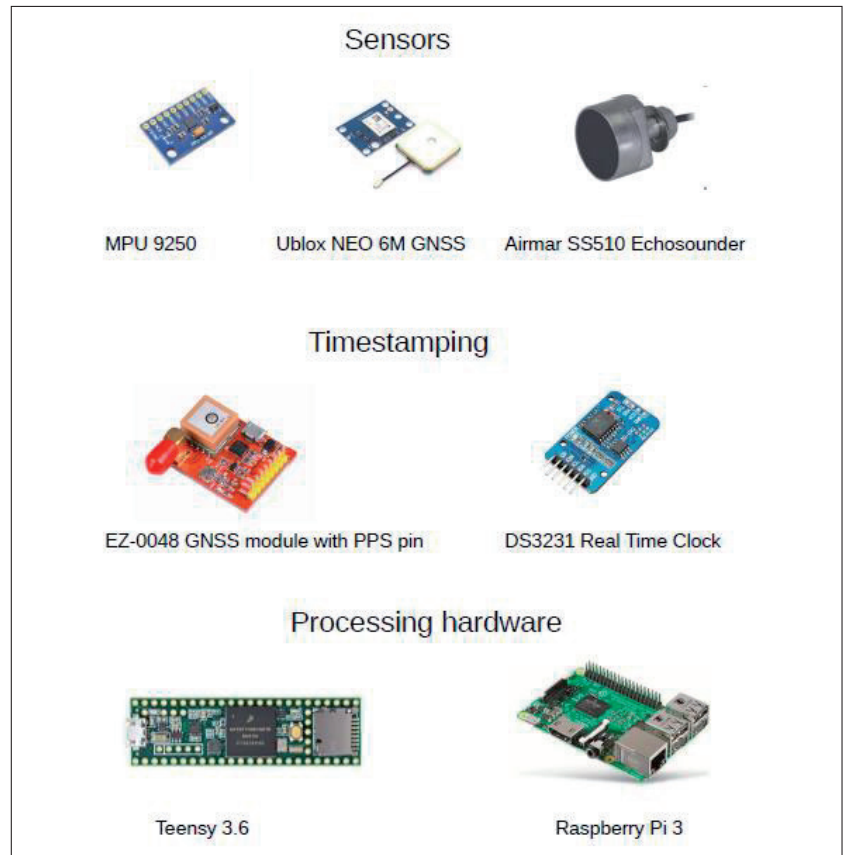 Sensors
MPU 9250 Ublox NEO 6M GNSS Airmar SS510 Echosounder
Timestamping
EZ-0048 GNSS module with PPS pin DS3231 Real Time Clock
Processing hardware
Teensy 3.6 Raspberry Pi 3